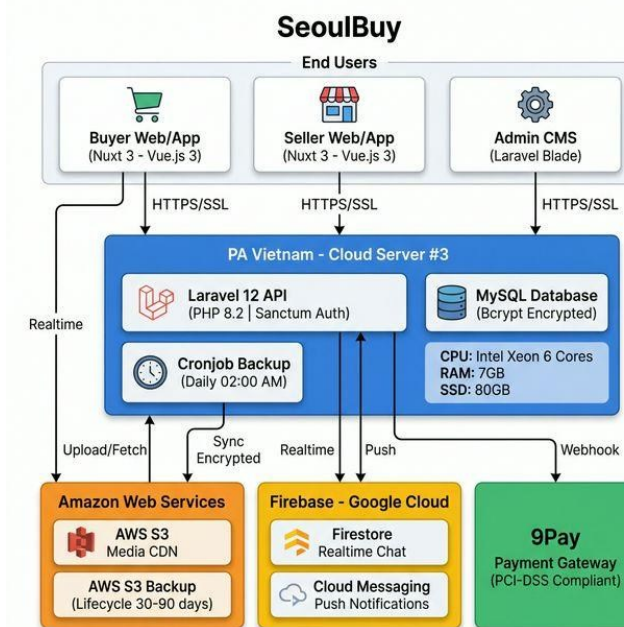 SeoulBuy
End Users
Buyer Web/App
(Nuxt 3 - Vue.js 3)
Seller Web/App
(Nuxt 3 - Vue.js 3)
Admin CMS
(Laravel Blade)
HTTPS/SSL
HTTPS/SSL
HTTPS/SSL
Realtime
PA Vietnam - Cloud Server #3
Laravel 12 API
(PHP 8.2 | Sanctum Auth)
MySQL Database
(Bcrypt Encrypted)
Cronjob Backup
(Daily 02:00 AM)
CPU: Intel Xeon 6 Cores
RAM: 7GB
SSD: 80GB
Upload/Fetch
Sync
Encrypted
Realtime
Push
Webhook
Amazon Web Services
AWS S3
Media CDN
AWS S3 Backup
(Lifecycle 30-90 days)
Firebase - Google Cloud
Firestore
Realtime Chat
Cloud Messaging
Push Notifications
9Pay
Payment Gateway
(PCI-DSS Compliant)